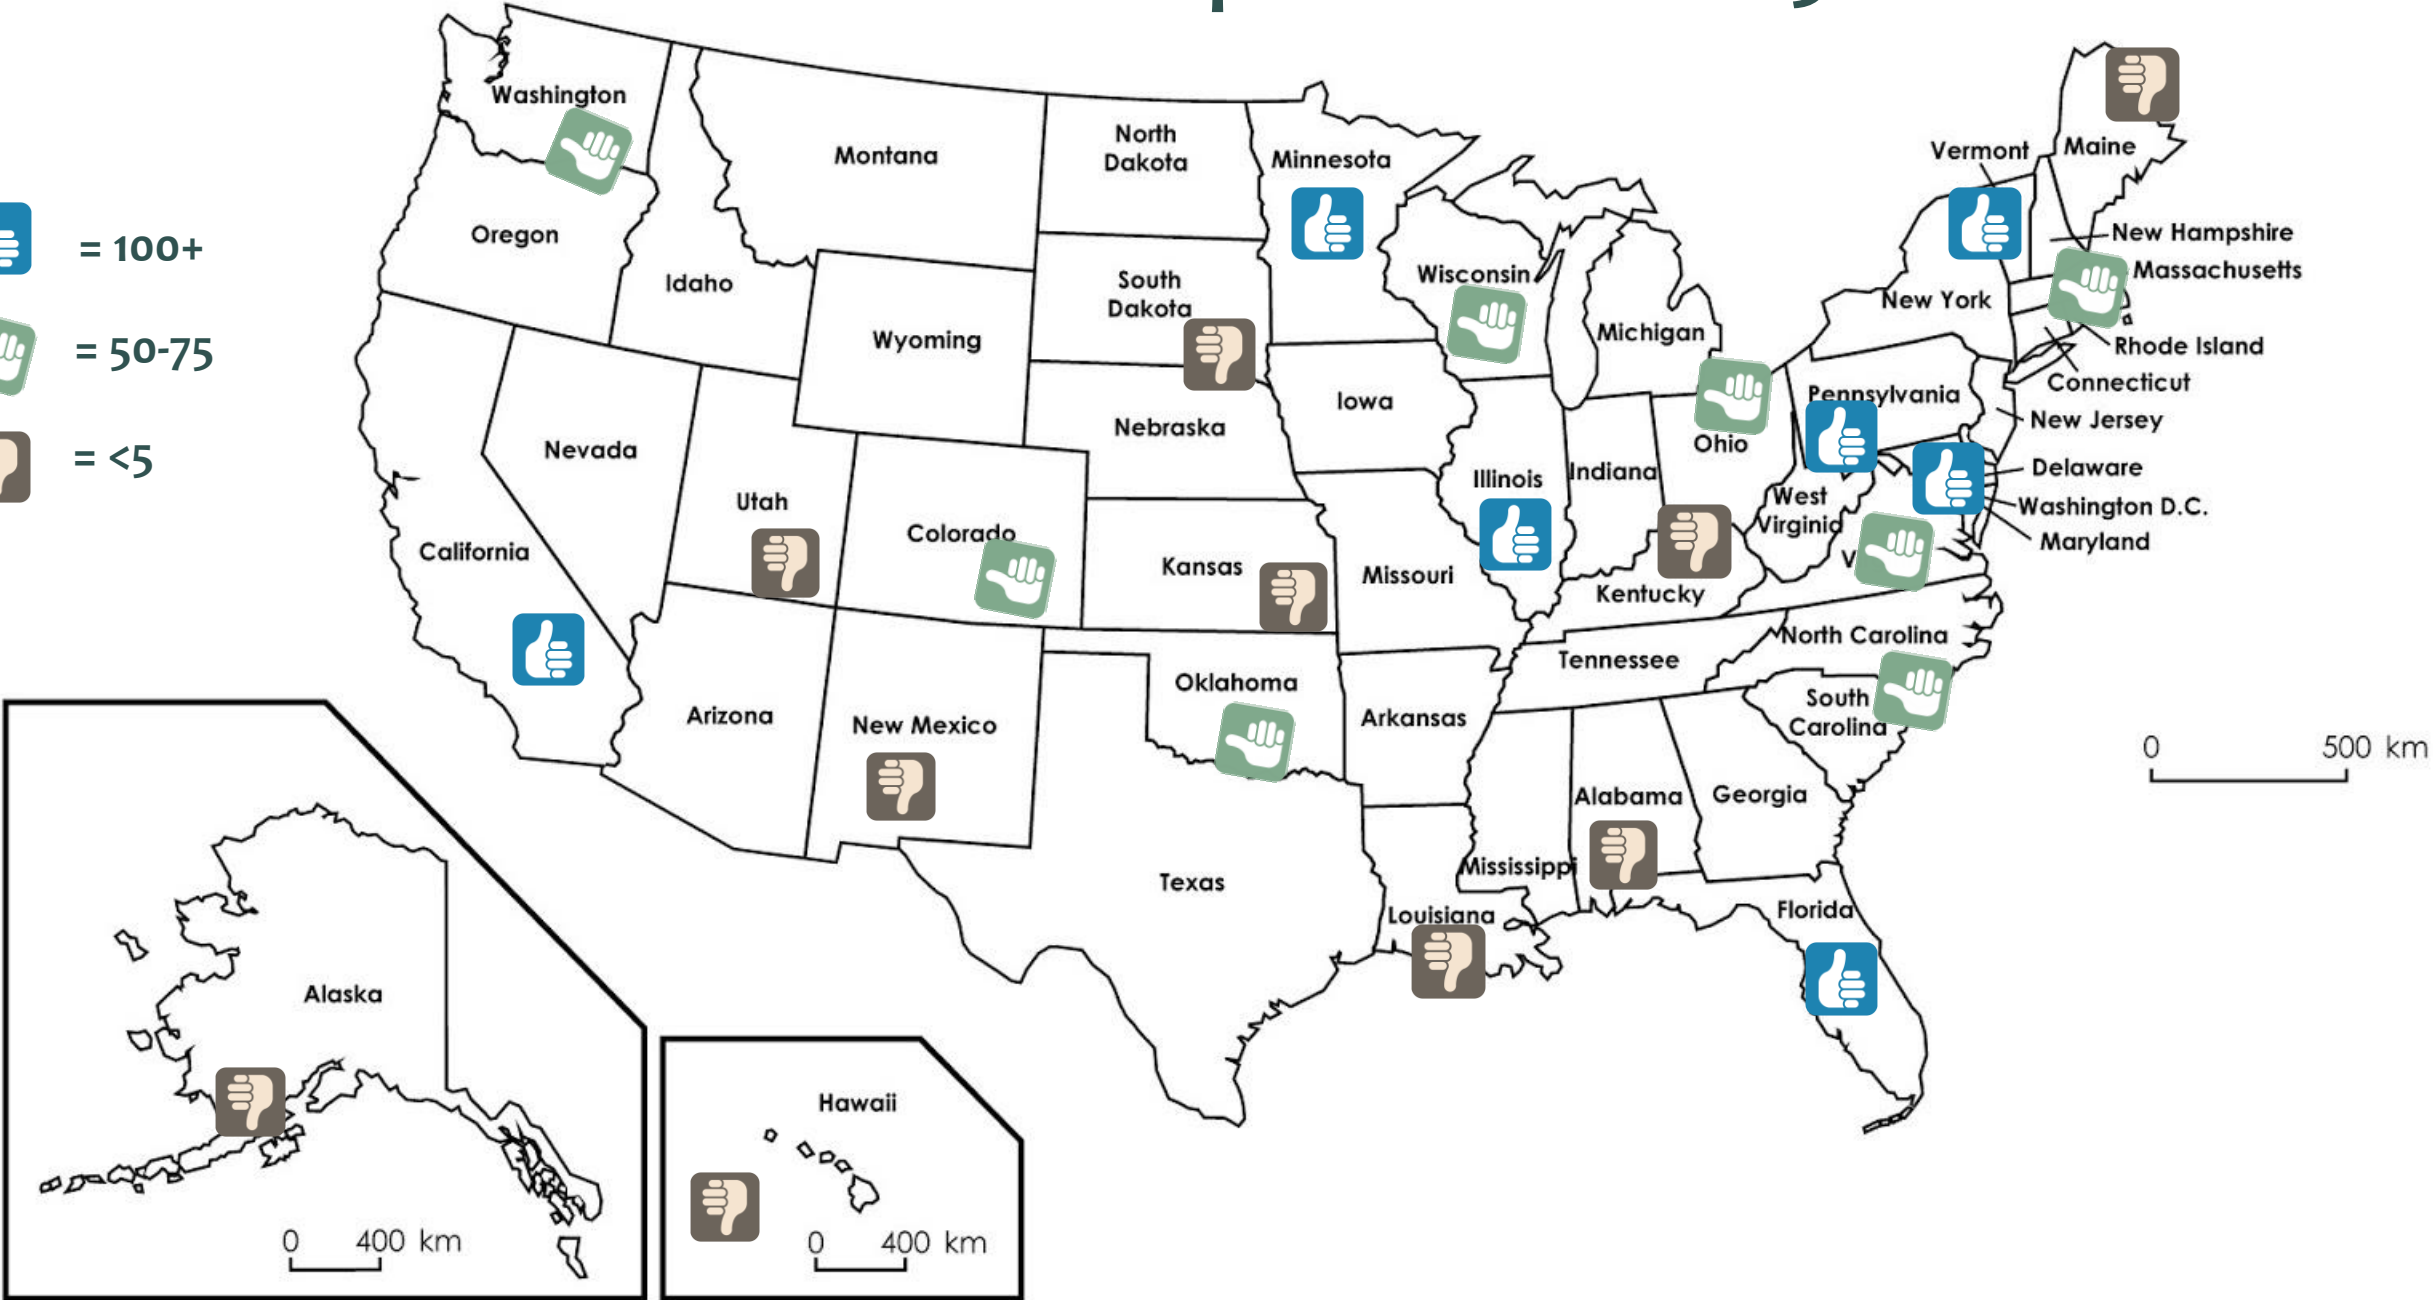 = 100+
= 50-75
= <5
Washington
Oregon
Idaho
Montana
North
Dakota
Minnesota
South
Dakota
Wyoming
Nebraska
Iowa
Wisconsin
Michigan
Vermont
Maine
New Hampshire
Massachusetts
New York
Rhode Island
Connecticut
New Jersey
Pennsylvania
Delaware
Washington D.C.
Maryland
Ohio
Indiana
Illinois
West
Virginia
V
Nevada
Utah
Colorado
Kansas
Missouri
Kentucky
California
North Carolina
Tennessee
South
Carolina
Oklahoma
Arkansas
Arizona
New Mexico
Alabama
Georgia
Mississippi
Texas
Louisiana
Florida
0 500 km
Alaska
0 400 km
Hawaii
0 400 km